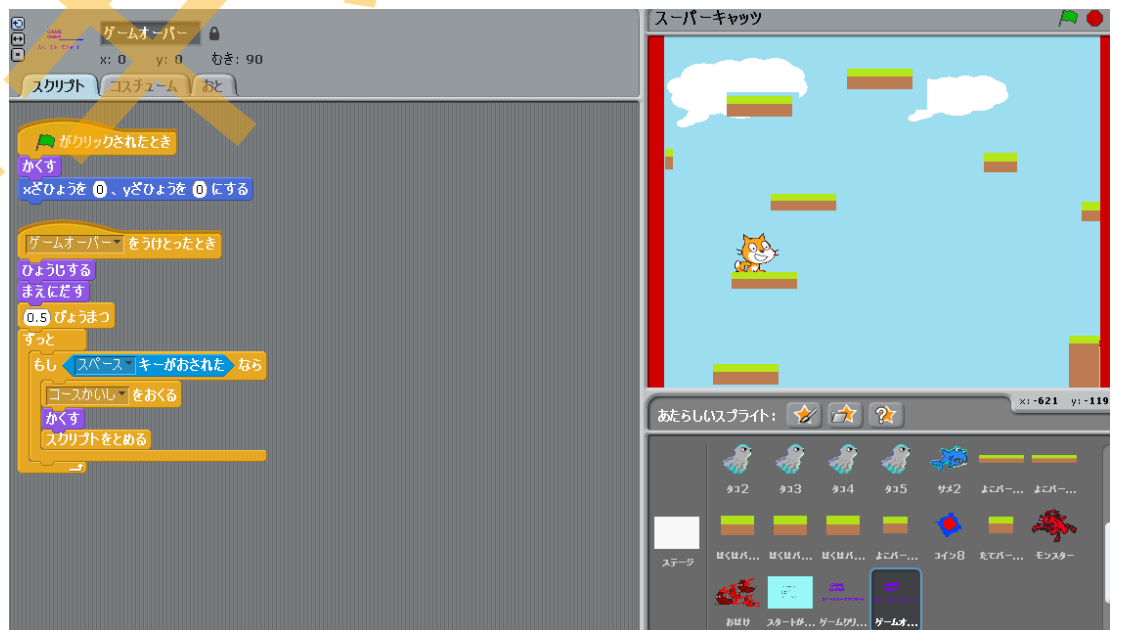 スーパーキャッツ
ゲームオーバー
x: 0 y: 0 むき: 90
スクリプト コスチューム おと
がクリックされたとき
かくす
xざひょうを 0 、yざひょうを 0 にする
ゲームオーバー をうけとったとき
ひょうじする
まえにだす
0.5 びょうまつ
ずっと
もし スペース キーがおされた なら
コースかいし をおくる
かくす
スクリプトをとめる
x: -621 y: -119
あたらしいスプライト:
タコ2 タコ3 タコ4 タコ5 サメ2 よこバー... よこバー...
ステージ
ばくはバ... ばくはバ... ばくはバ... よこバー... コイン8 たてバー... モンスター
おばけ スタートが... ゲームクリ... ゲームオ...